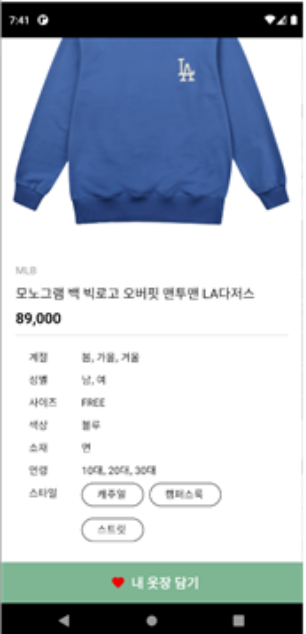 7:41
LA
MLB
모노그램 백 빅로고 오버핏 맨투맨 LA다저스
89,000
계절 봄, 가을, 겨울
성별 남, 여
사이즈 FREE
색상 블루
소재 면
연령 10대, 20대, 30대
스타일 캐주얼 캠퍼스룩
스트릿
내 옷장 담기